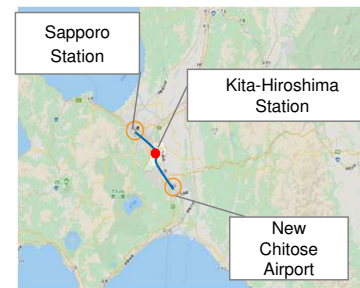 Sapporo
Station
Kita-Hiroshima
Station
New
Chitose
Airport